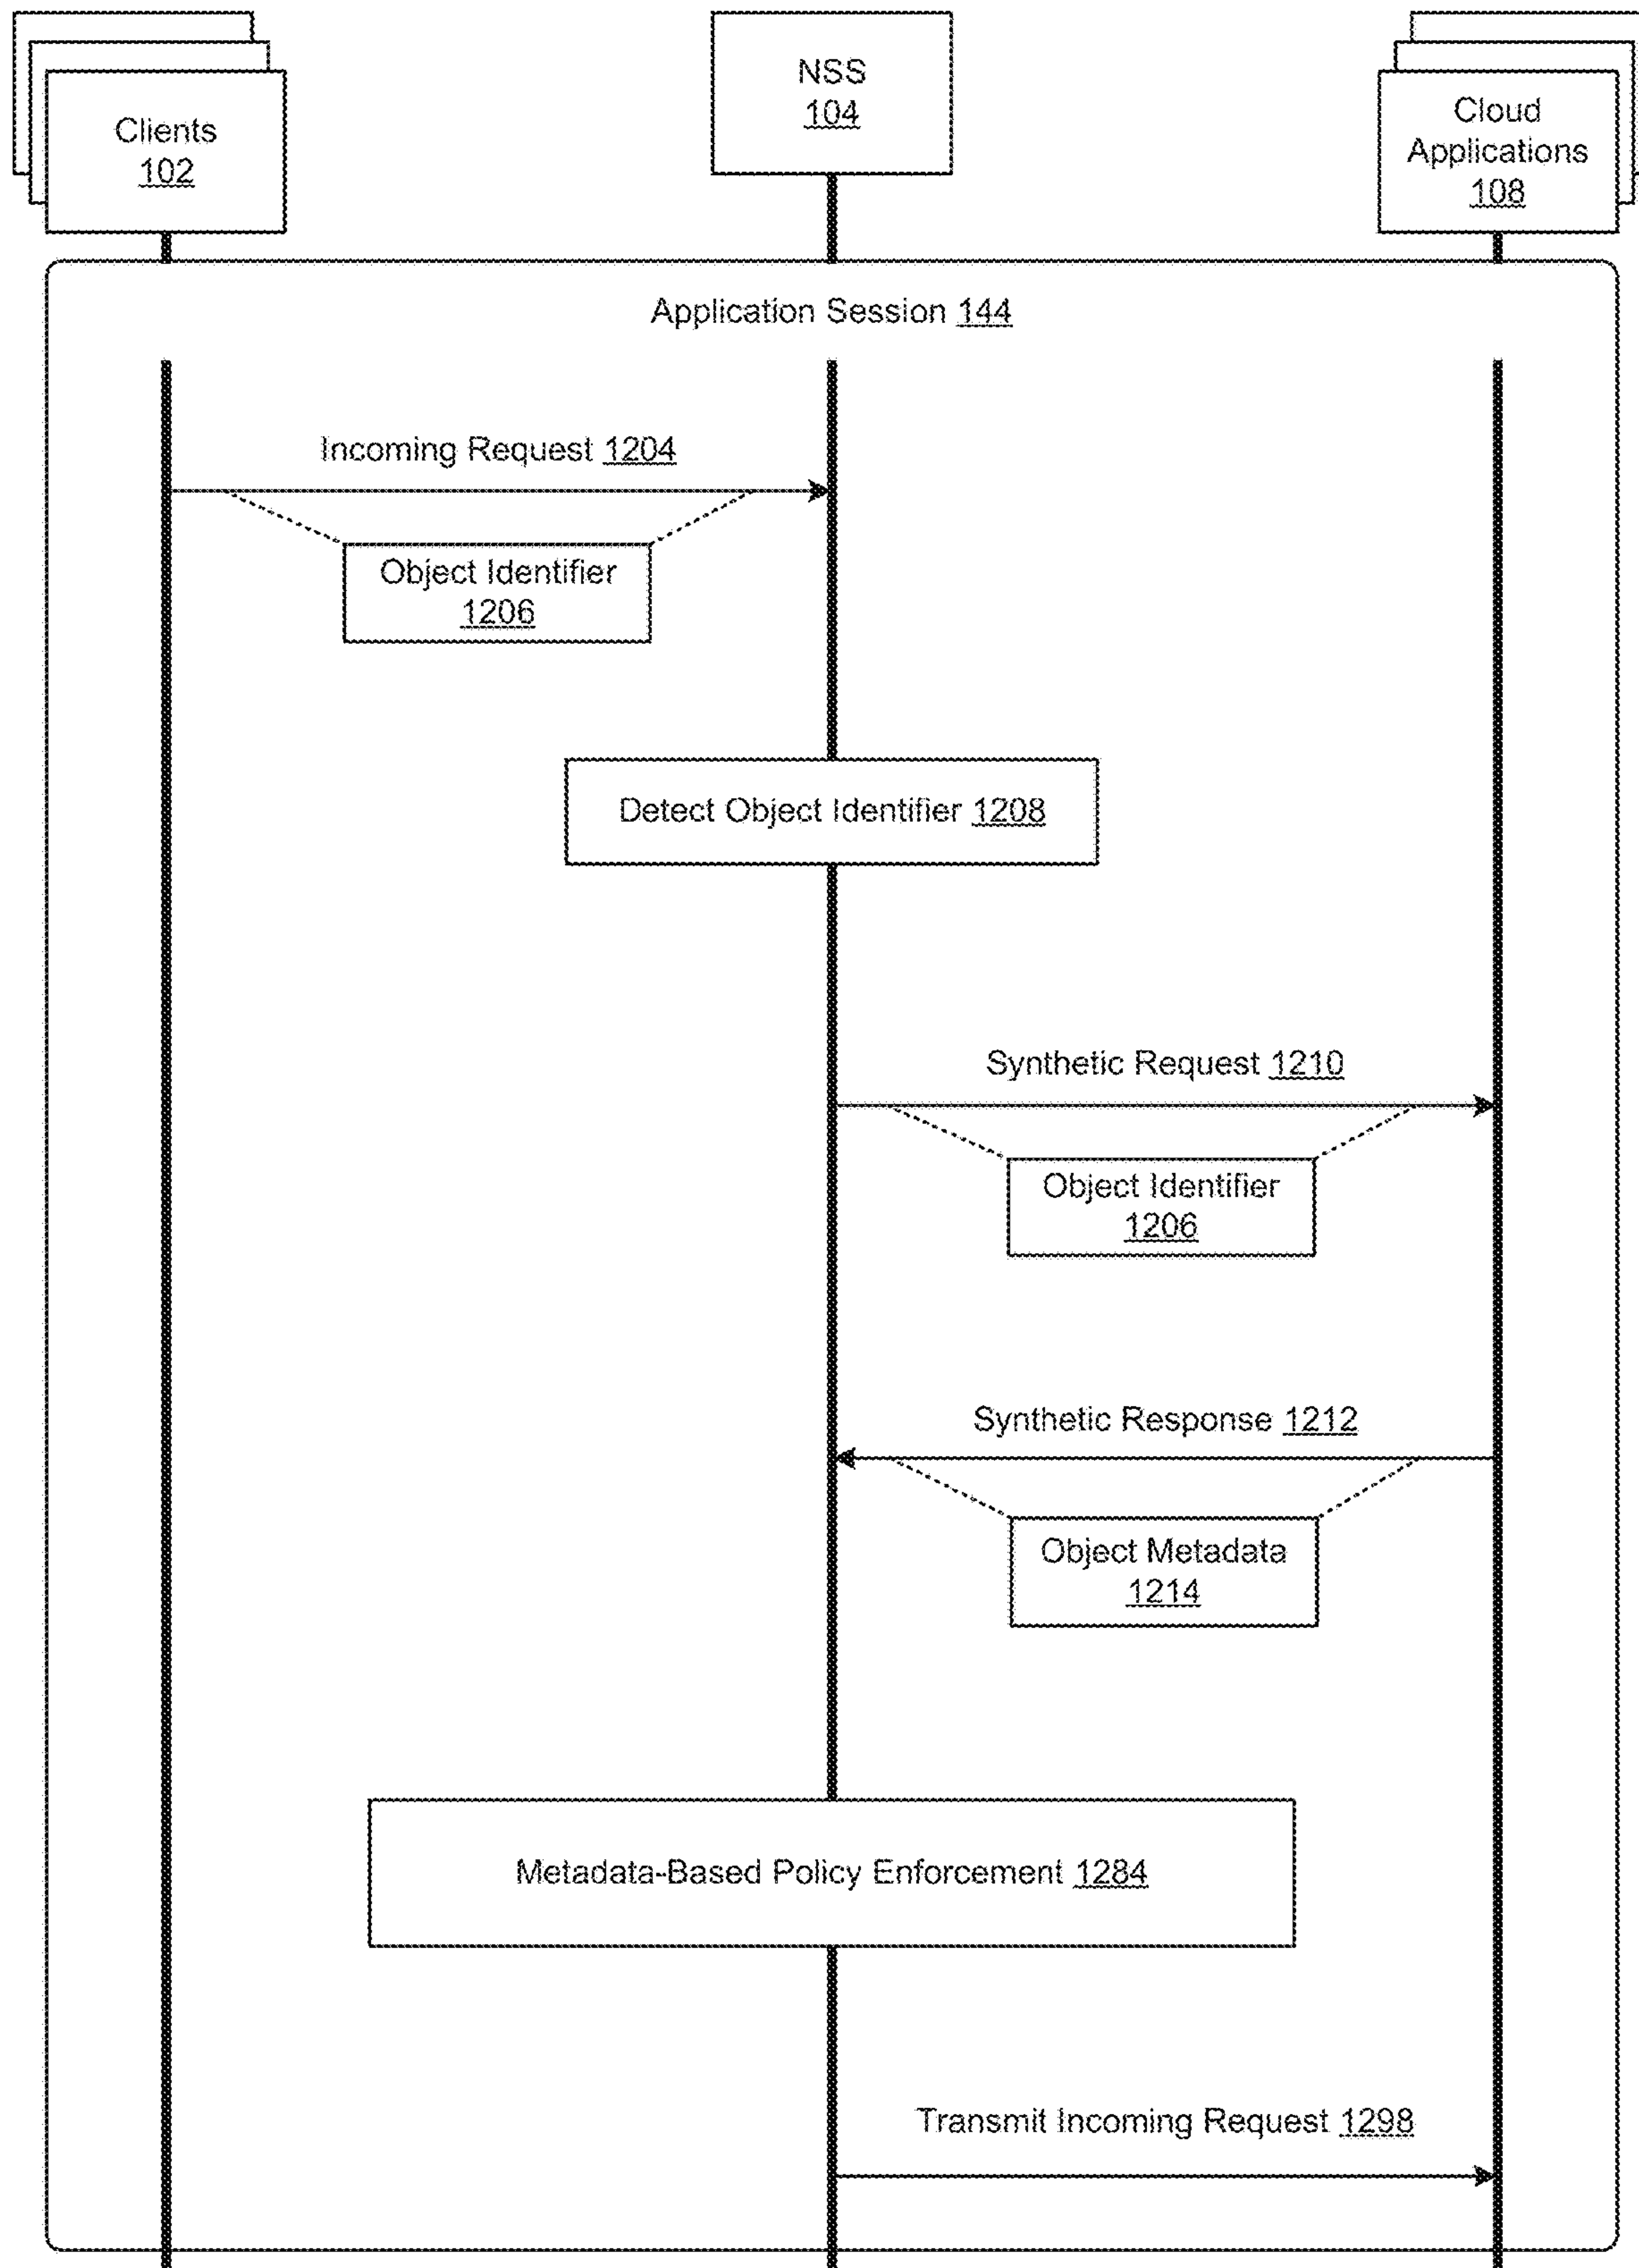 Clients
102
NSS
104
Cloud
Applications
108
Application Session 144
Incoming Request 1204
Object Identifier
1206
Detect Object Identifier 1208
Synthetic Request 1210
Object Identifier
1206
Synthetic Response 1212
Object Metadata
1214
Metadata-Based Policy Enforcement 1284
Transmit Incoming Request 1298